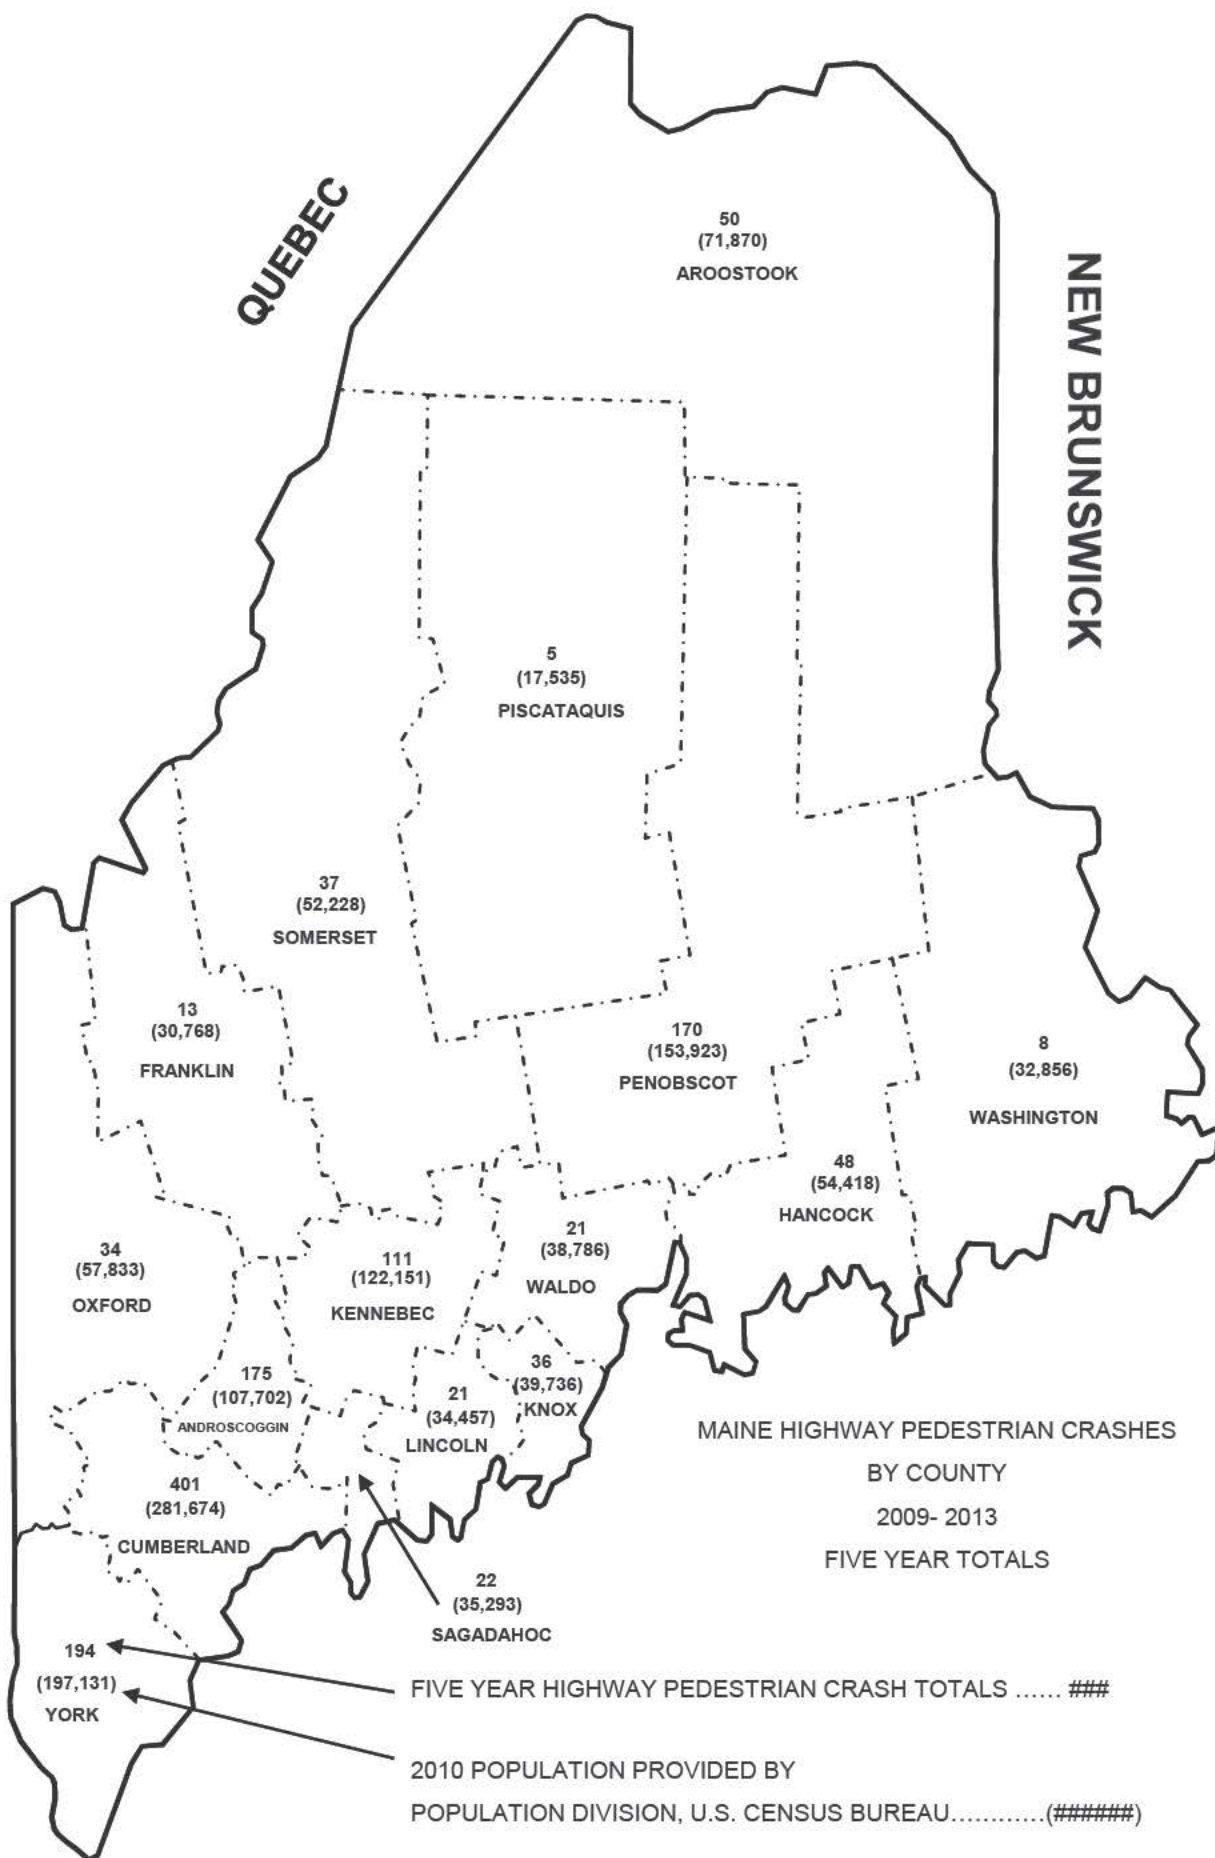 QUEBEC
NEW BRUNSWICK
50
(71,870)
AROOSTOOK
5
(17,535)
PISCATAQUIS
37
(52,228)
SOMERSET
13
(30,768)
FRANKLIN
170
(153,923)
PENOBSCOT
8
(32,856)
WASHINGTON
48
(54,418)
HANCOCK
34
(57,833)
OXFORD
111
(122,151)
KENNEBEC
21
(38,786)
WALDO
175
(107,702)
ANDROSCOGGIN
21
(34,457)
LINCOLN
36
(39,736)
KNOX
401
(281,674)
CUMBERLAND
22
(35,293)
SAGADAHOC
194
(197,131)
YORK
MAINE HIGHWAY PEDESTRIAN CRASHES
BY COUNTY
2009- 2013
FIVE YEAR TOTALS
FIVE YEAR HIGHWAY PEDESTRIAN CRASH TOTALS ...... ###
2010 POPULATION PROVIDED BY
POPULATION DIVISION, U.S. CENSUS BUREAU............(######)